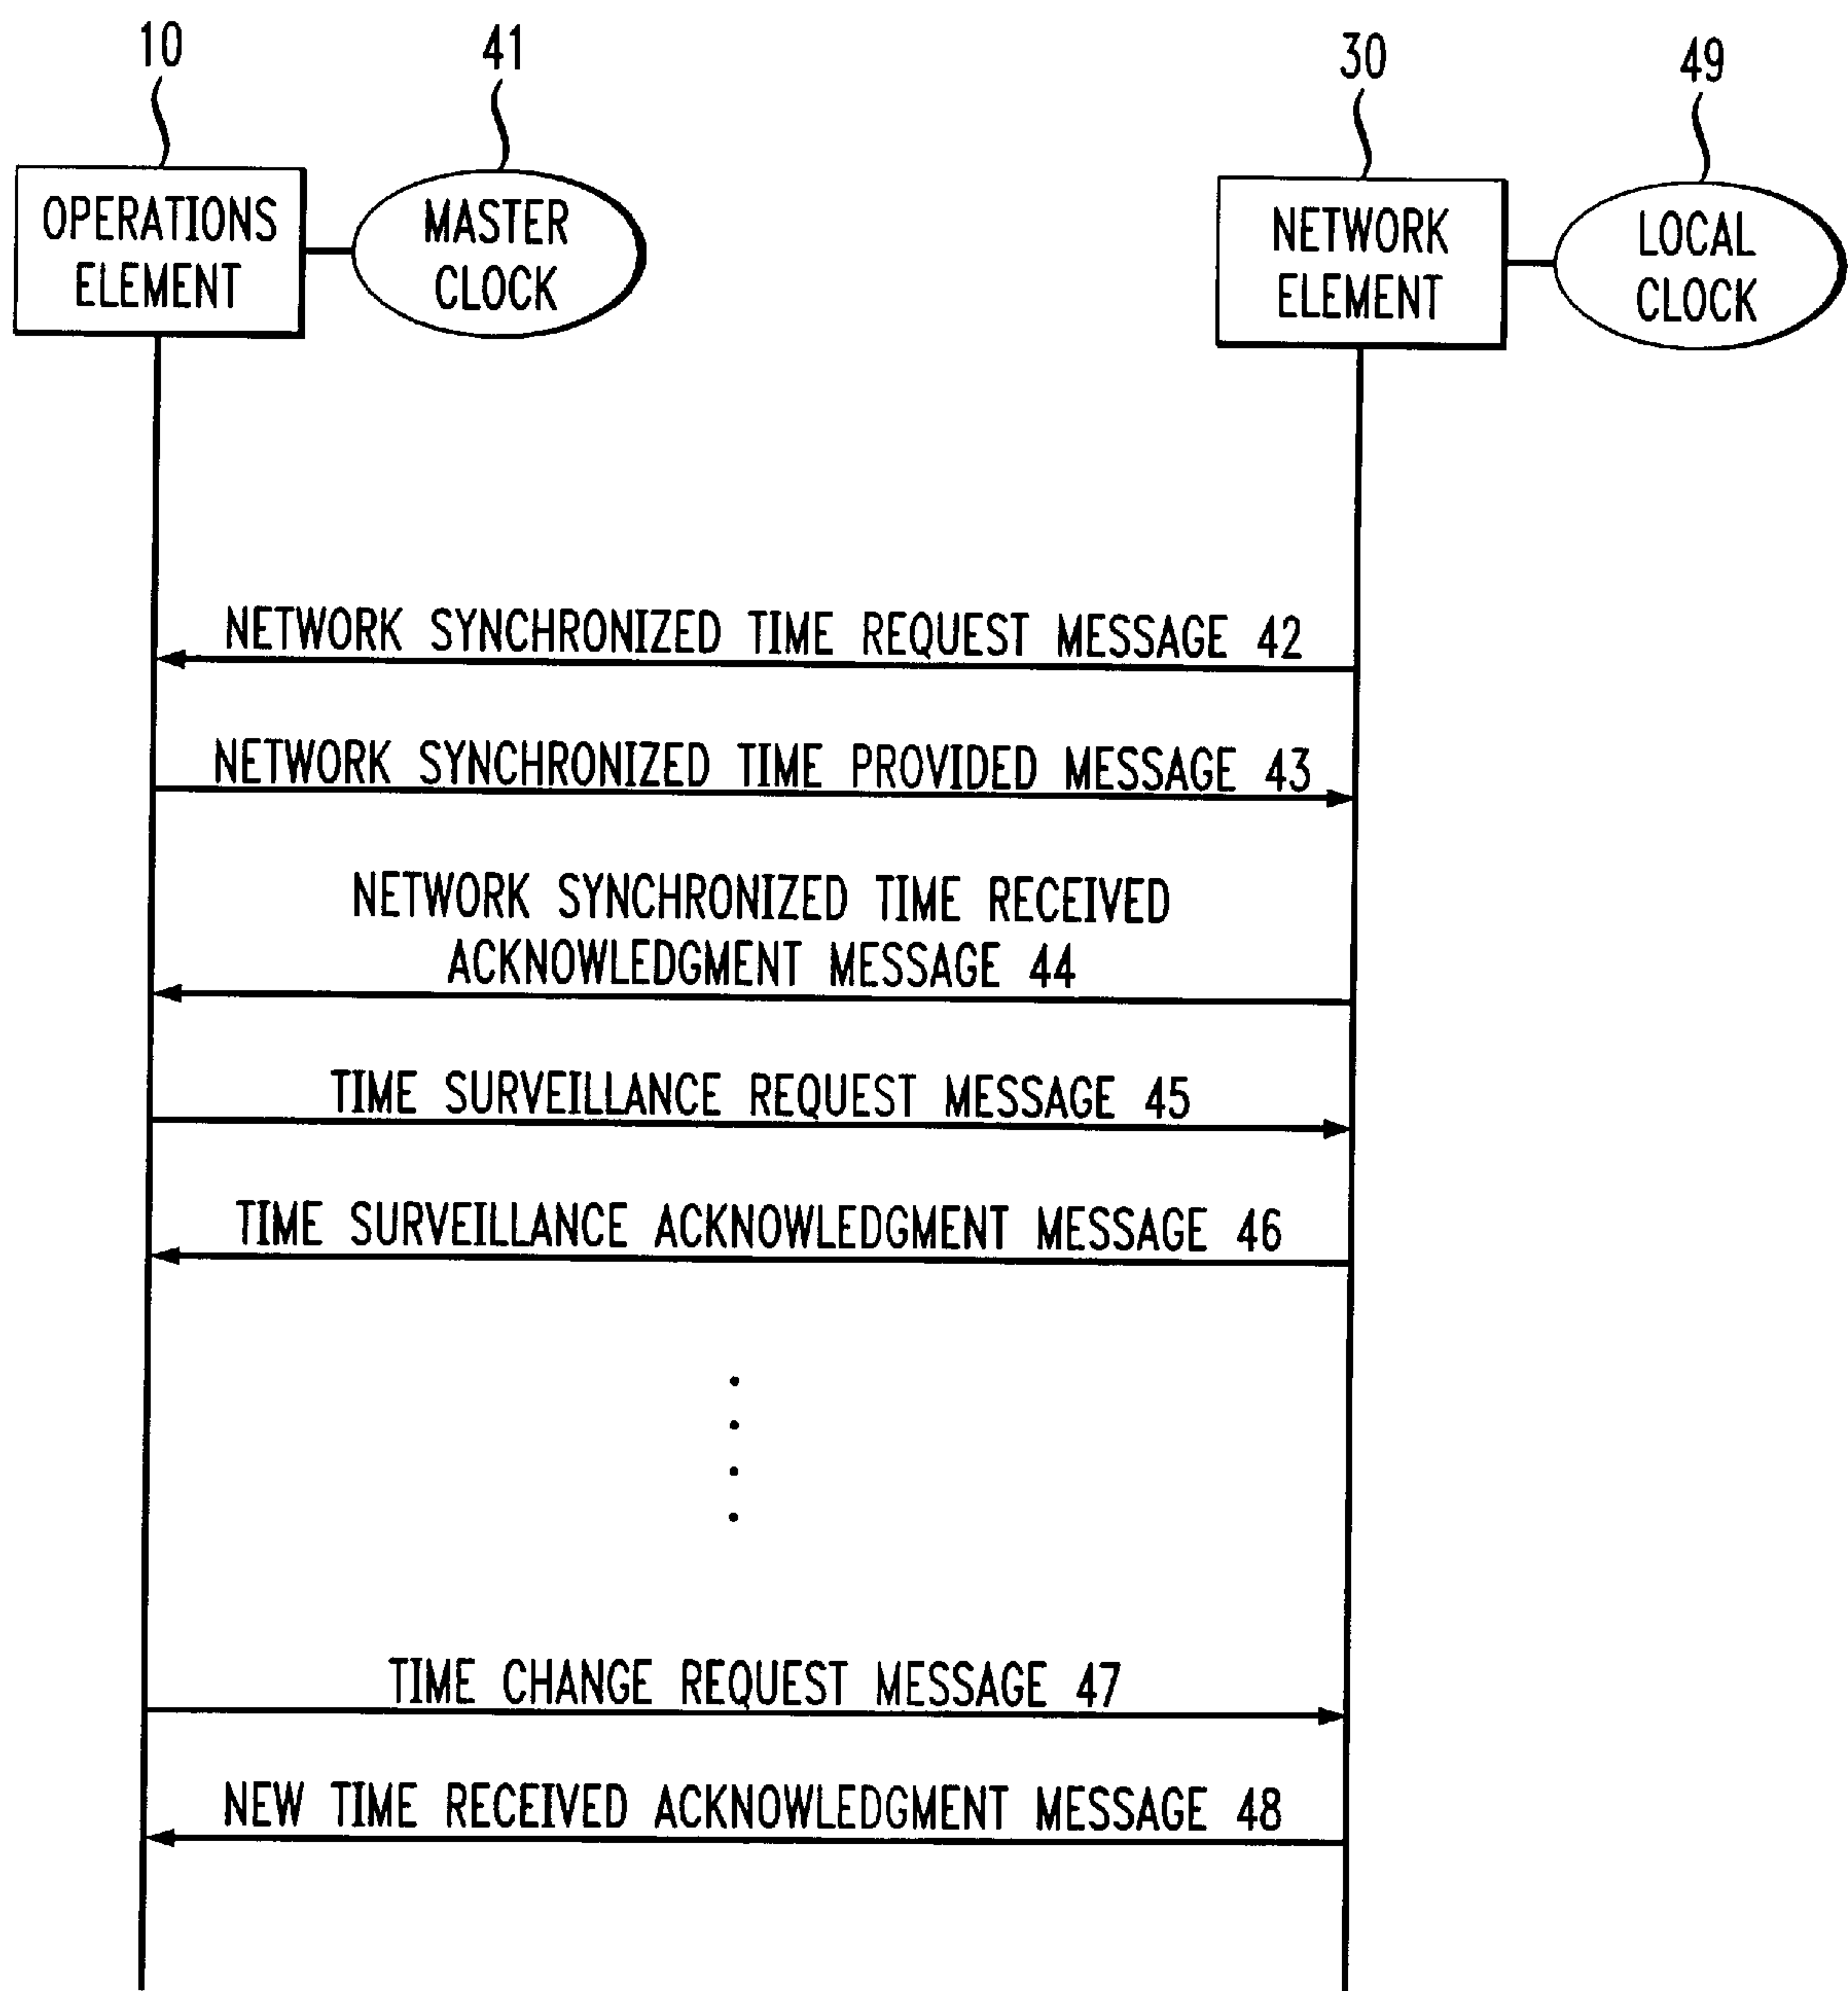 10
41
30
49
OPERATIONS
ELEMENT
MASTER
CLOCK
NETWORK
ELEMENT
LOCAL
CLOCK
NETWORK SYNCHRONIZED TIME REQUEST MESSAGE 42
NETWORK SYNCHRONIZED TIME PROVIDED MESSAGE 43
NETWORK SYNCHRONIZED TIME RECEIVED
ACKNOWLEDGMENT MESSAGE 44
TIME SURVEILLANCE REQUEST MESSAGE 45
TIME SURVEILLANCE ACKNOWLEDGMENT MESSAGE 46
TIME CHANGE REQUEST MESSAGE 47
NEW TIME RECEIVED ACKNOWLEDGMENT MESSAGE 48